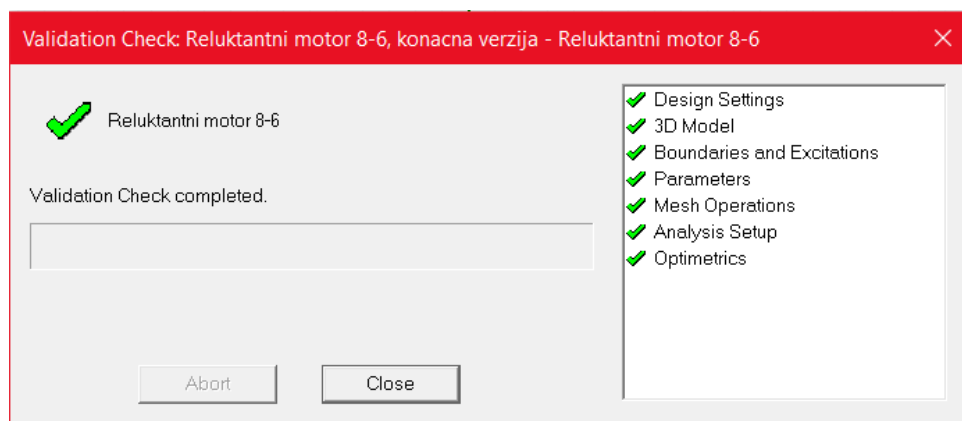 Validation Check: Reluktantni motor 8-6, konacna verzija - Reluktantni motor 8-6
Reluktantni motor 8-6
Validation Check completed.
Abort
Close
Design Settings
3D Model
Boundaries and Excitations
Parameters
Mesh Operations
Analysis Setup
Optimetrics